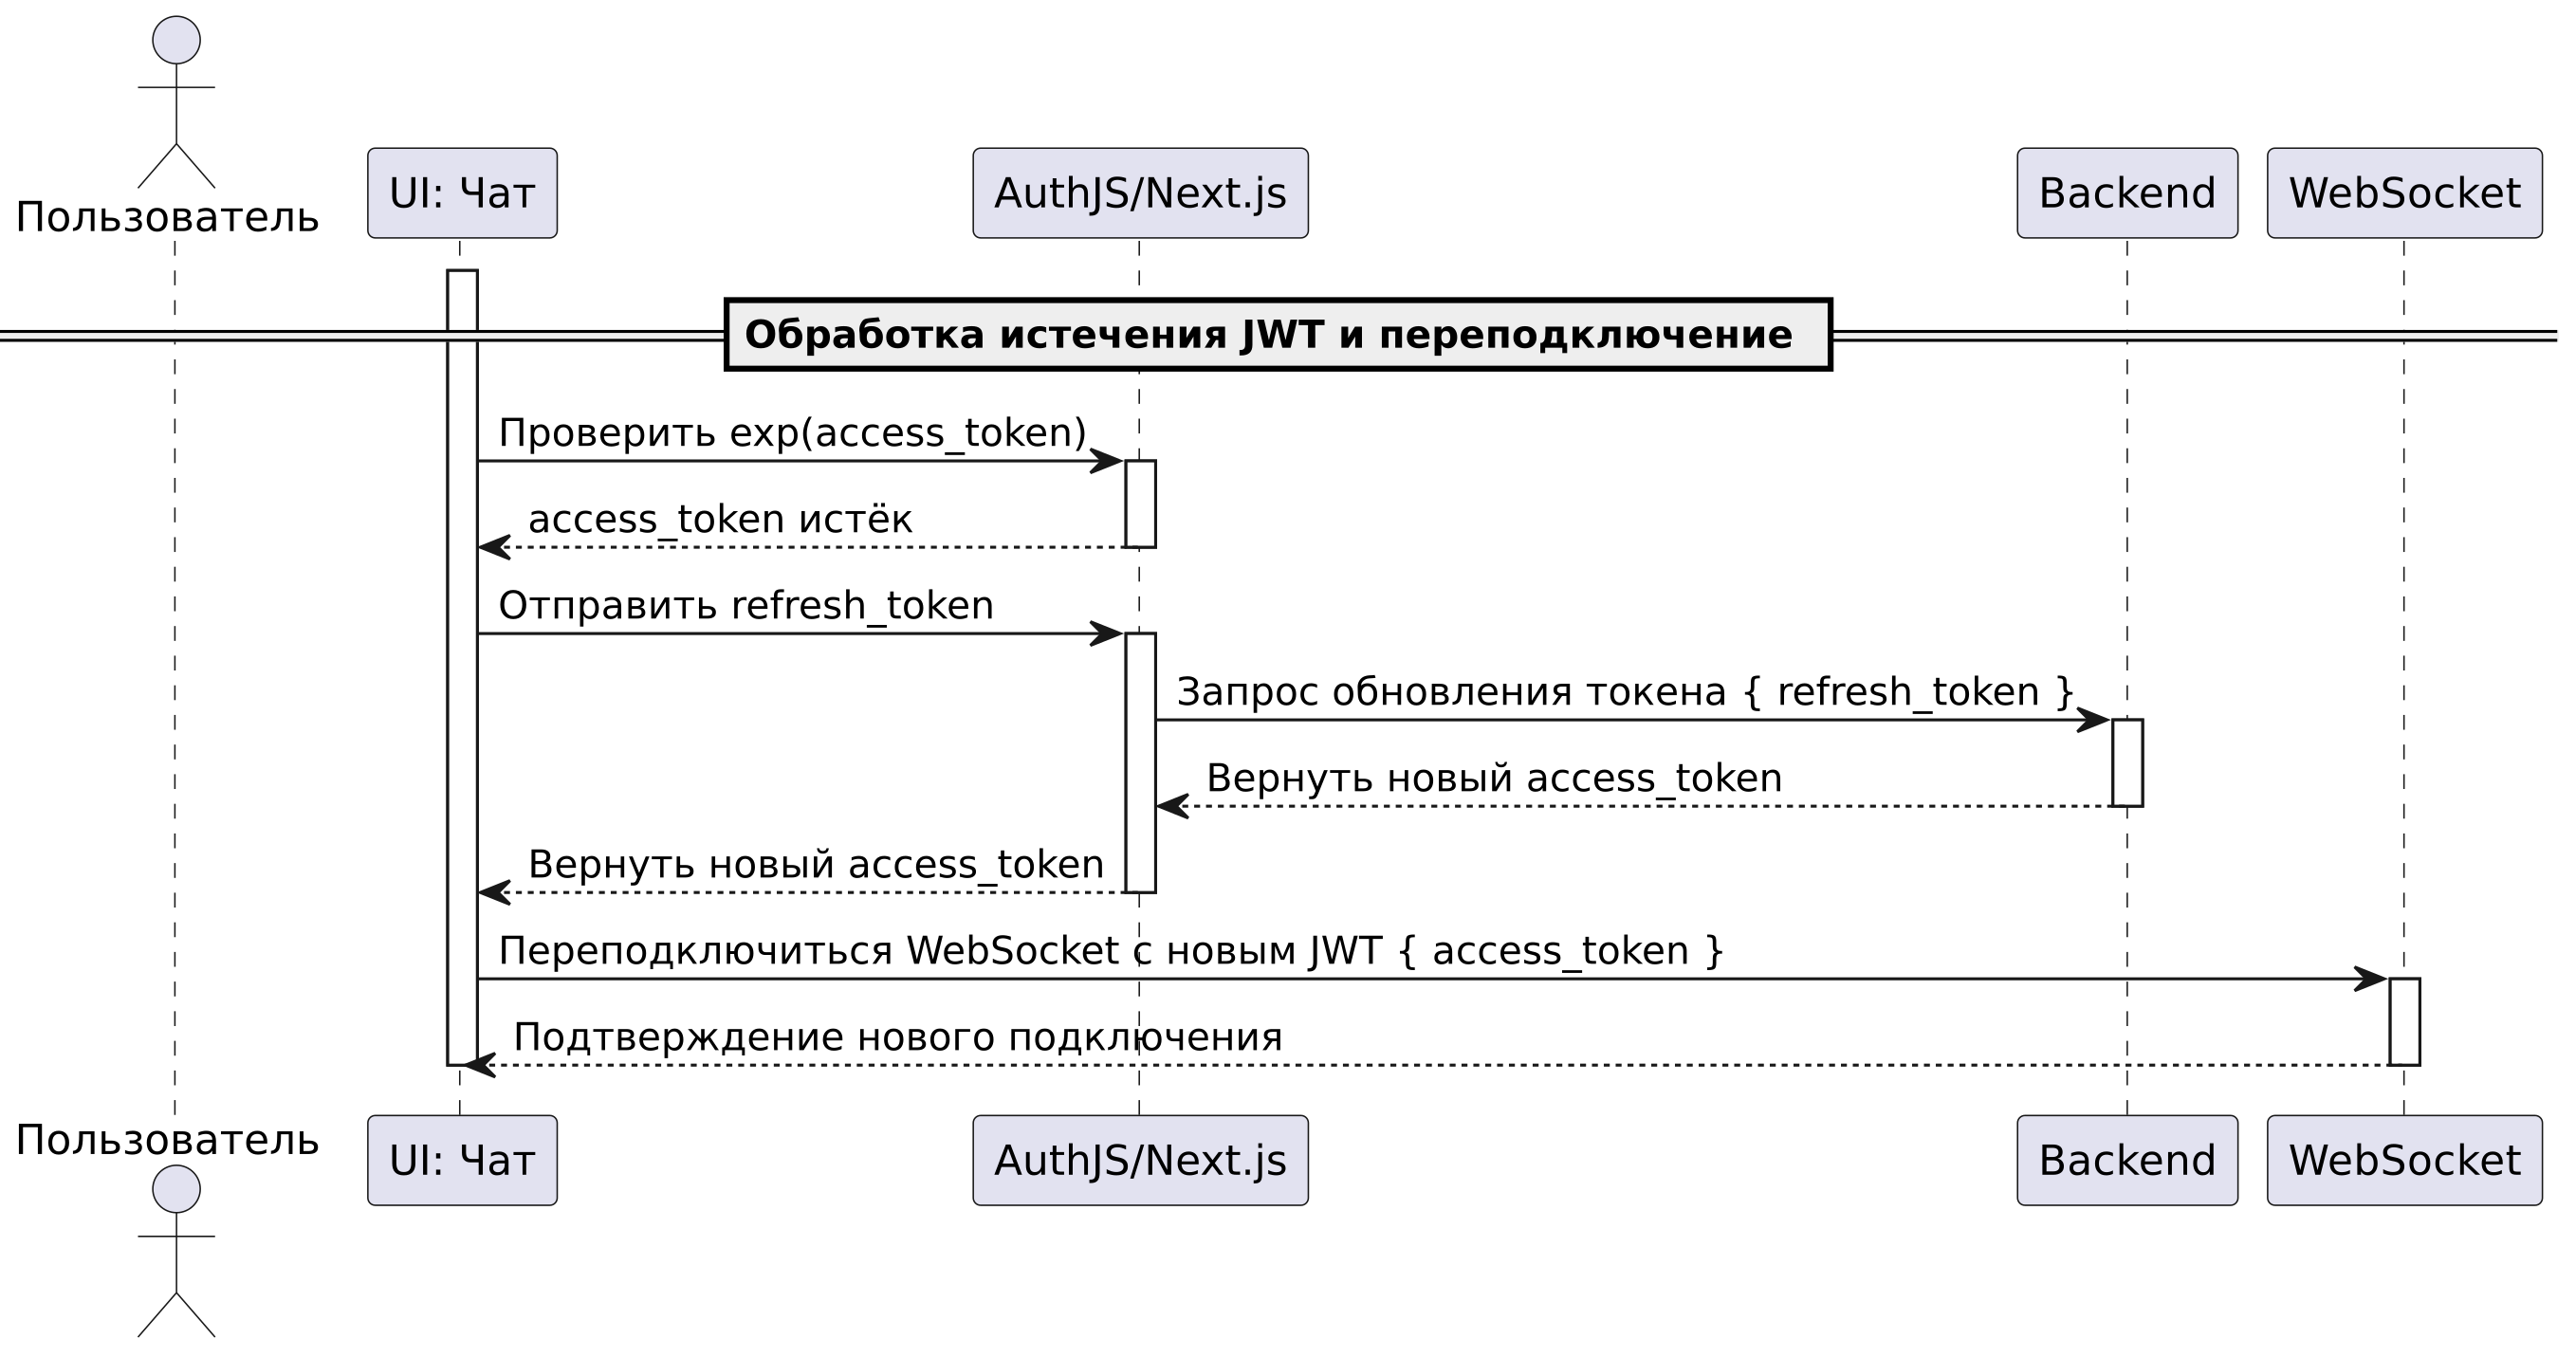 Пользователь
UI: Чат
AuthJS/Next.js
Backend
WebSocket
Обработка истечения JWT и переподключение
Проверить exp(access_token)
access_token истёк
Отправить refresh_token
Запрос обновления токена { refresh_token }
Вернуть новый access_token
Вернуть новый access_token
Переподключиться WebSocket с новым JWT { access_token }
Подтверждение нового подключения
Пользователь
UI: Чат
AuthJS/Next.js
Backend
WebSocket